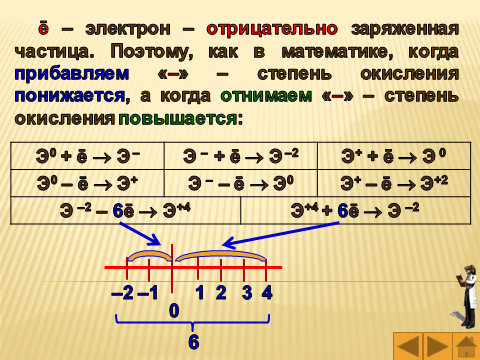 ē – электрон – отрицательно заряженная
частица. Поэтому, как в математике, когда
прибавляем «–» – степень окисления
понижается, а когда отнимаем «–» – степень
окисления повышается:
Э⁰ + ē → Э⁻ Э⁻ + ē → Э⁻² Э⁺ + ē → Э⁰
Э⁰ – ē → Э⁺ Э⁻ – ē → Э⁰ Э⁺ – ē → Э⁺²
Э⁻² – 6ē → Э⁺⁴ Э⁺⁴ + 6ē → Э⁻²
–2 –1 1 2 3 4
0
6